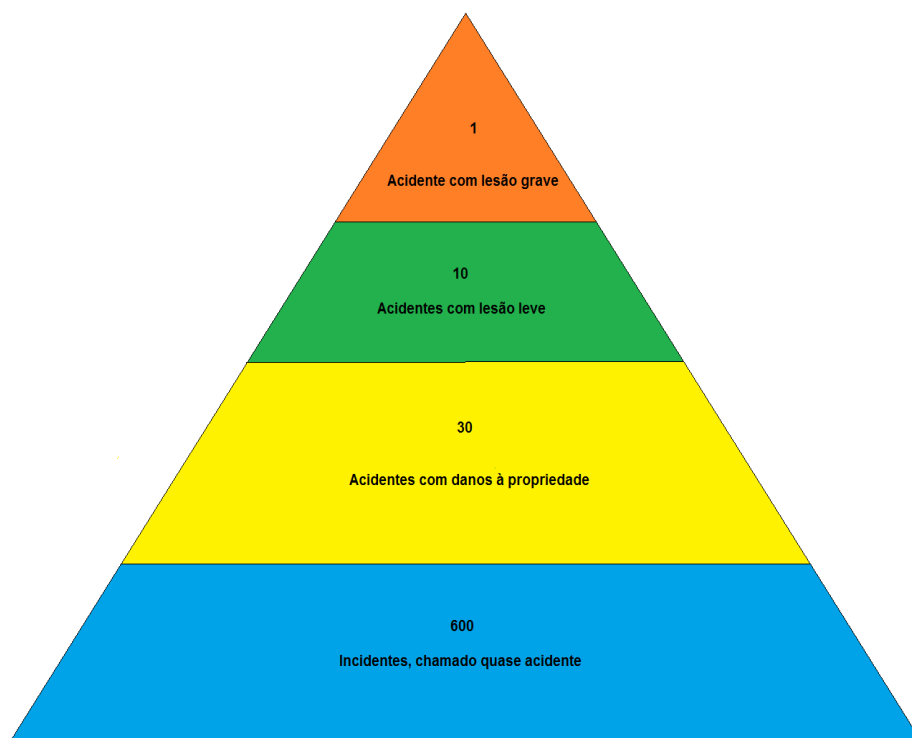 1
Acidente com lesão grave
10
Acidentes com lesão leve
30
Acidentes com danos à propriedade
600
Incidentes, chamado quase acidente